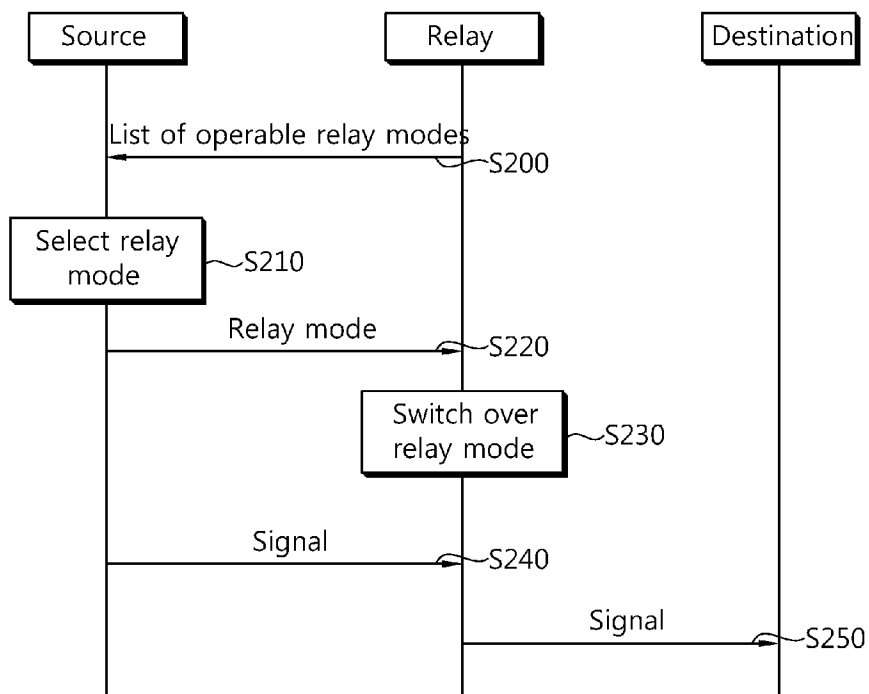 Source
Relay
Destination
List of operable relay modes
S200
Select relay
mode
S210
Relay mode
S220
Switch over
relay mode
S230
Signal
S240
Signal
S250